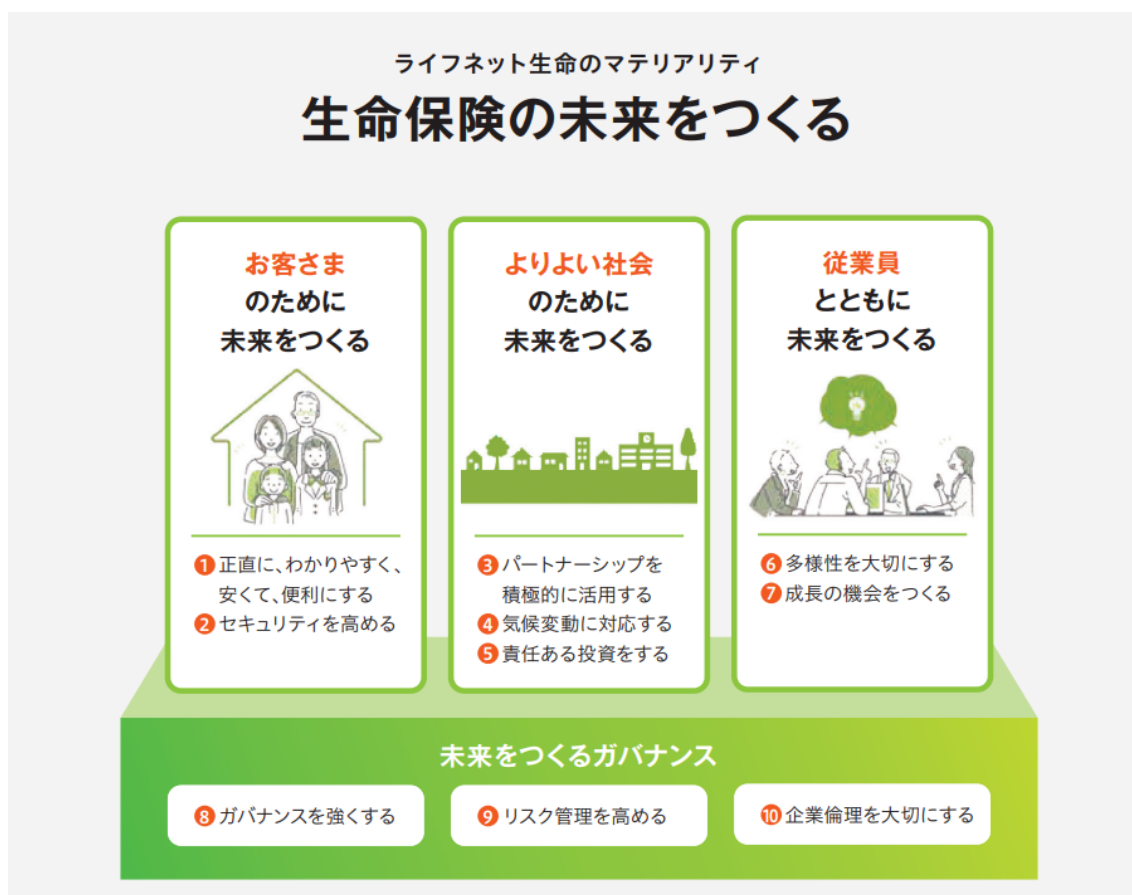 ライフネット生命のマテリアリティ
生命保険の未来をつくる
お客さま
のために
未来をつくる
❶正直に、わかりやすく、
安くて、便利にする
❷セキュリティを高める
よりよい社会
のために
未来をつくる
❸パートナーシップを
積極的に活用する
❹気候変動に対応する
❺責任ある投資をする
従業員
とともに
未来をつくる
❻多様性を大切にする
❼成長の機会をつくる
未来をつくるガバナンス
❽ガバナンスを強くする
❾リスク管理を高める
❿企業倫理を大切にする